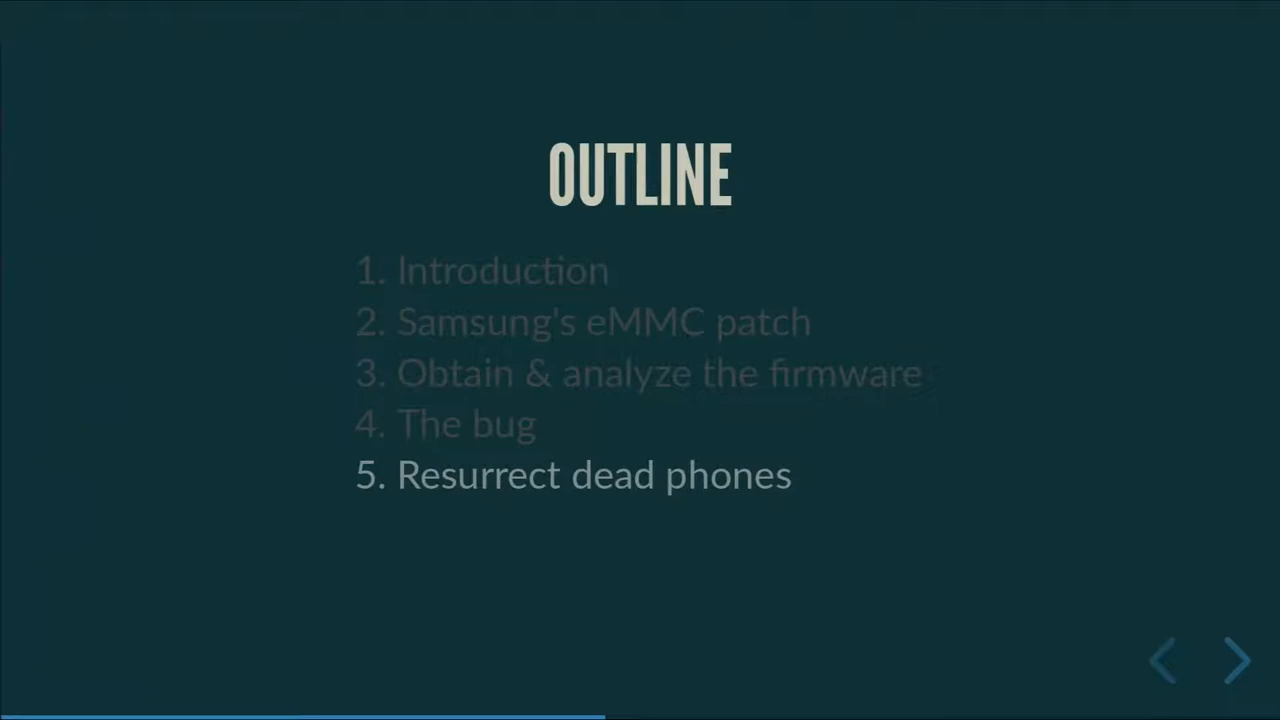 OUTLINE
1. Introduction
2. Samsung's eMMC patch
3. Obtain & analyze the firmware
4. The bug
5. Resurrect dead phones